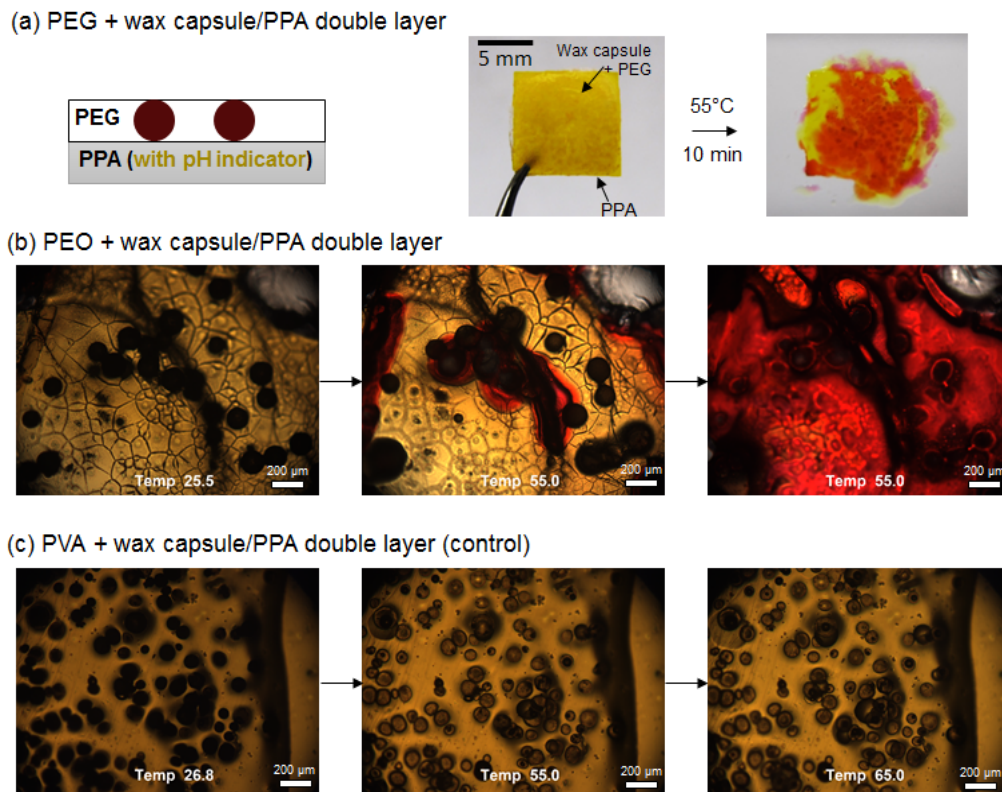 (a) PEG + wax capsule/PPA double layer
PEG
PPA (with pH indicator)
5 mm
Wax capsule
+ PEG
PPA
55°C
10 min
(b) PEO + wax capsule/PPA double layer
Temp 25.5
200 µm
Temp 55.0
200 µm
Temp 55.0
200 µm
(c) PVA + wax capsule/PPA double layer (control)
Temp 26.8
200 µm
Temp 55.0
200 µm
Temp 65.0
200 µm